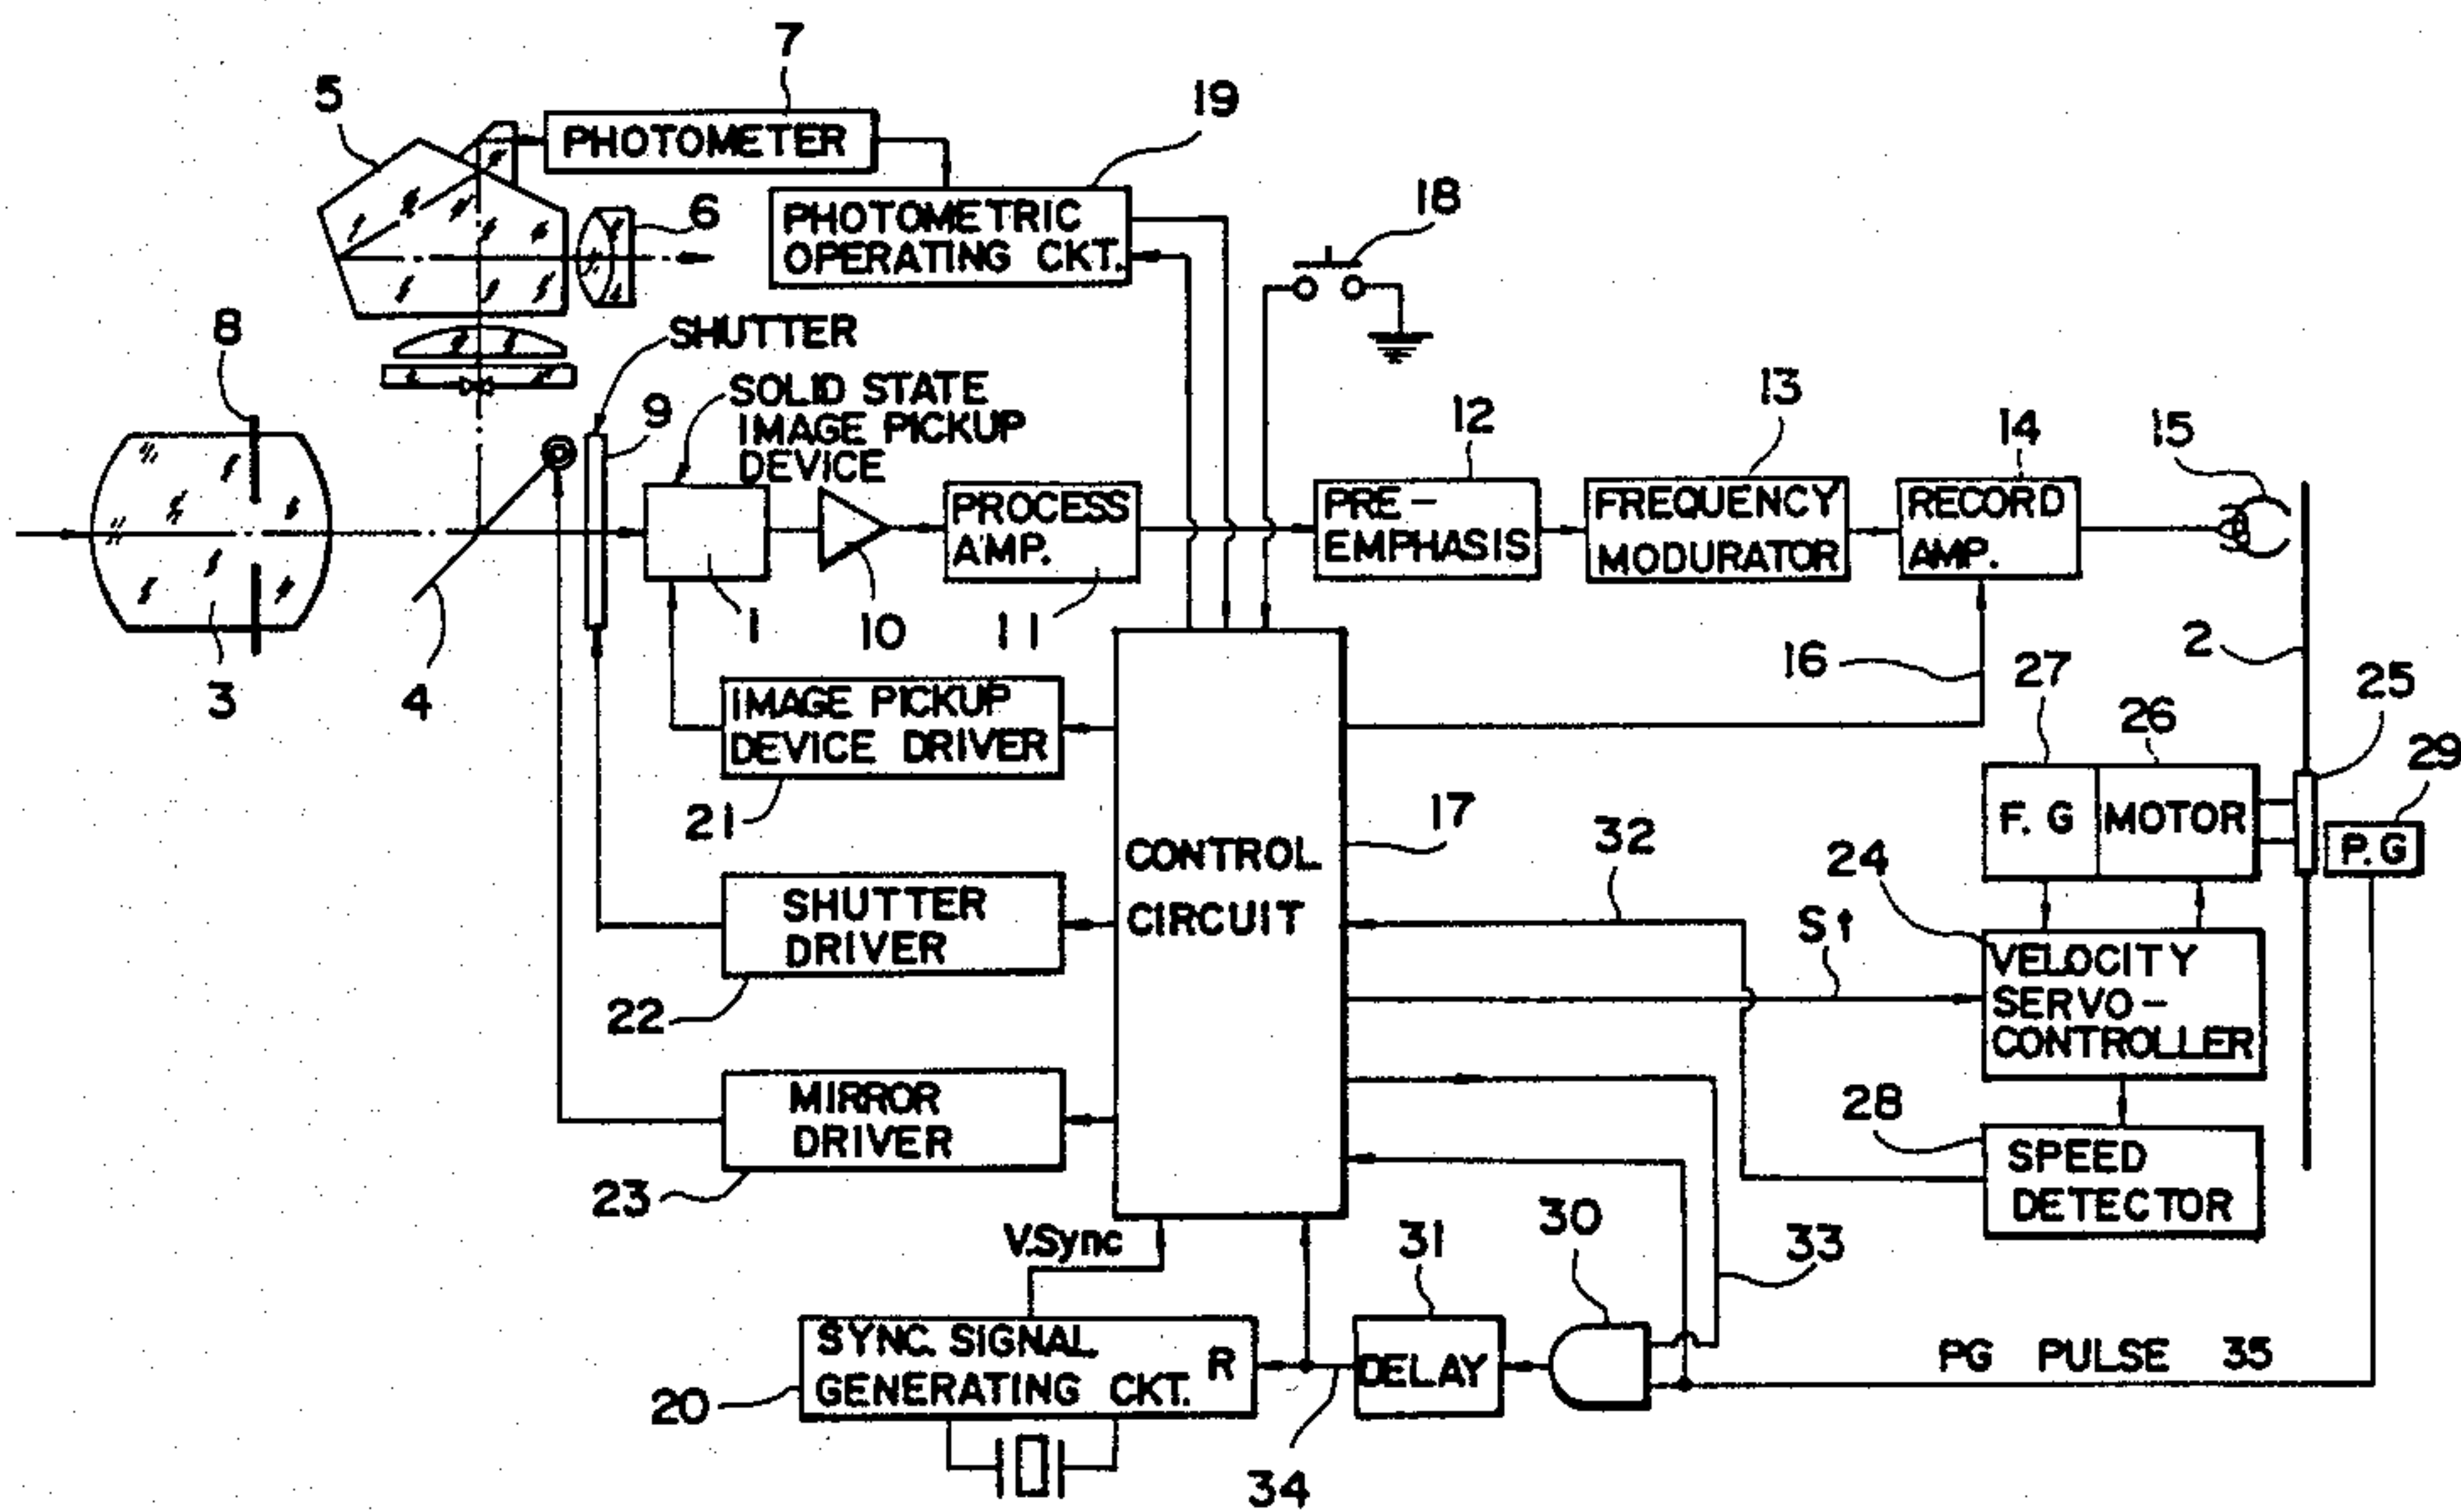 7
5
19
PHOTOMETER
18
6
PHOTOMETRIC
OPERATING CKT.
8
SHUTTER
9
SOLID STATE
IMAGE PICKUP
DEVICE
12
13
14
15
PROCESS
AMP.
PRE-
EMPHASIS
FREQUENCY
MODURATOR
RECORD
AMP.
3
4
1
10
11
16
2
27
26
25
29
IMAGE PICKUP
DEVICE DRIVER
21
17
32
24
F. G
MOTOR
P. G
CONTROL
CIRCUIT
SHUTTER
DRIVER
22
St
VELOCITY
SERVO-
CONTROLLER
MIRROR
DRIVER
23
28
SPEED
DETECTOR
V.Sync
31
30
33
SYNC. SIGNAL
GENERATING CKT.
R
20
DELAY
PG PULSE 35
34